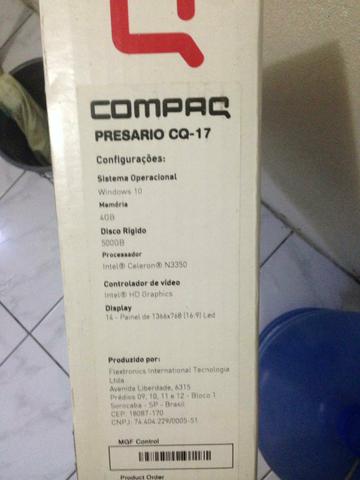 COMPAQ
PRESARIO CQ-17
Configurações:
Sistema Operacional
Windows 10
Memória
4GB
Disco Rígido
500GB
Processador
Intel® Celeron® N3350
Controlador de vídeo
Intel® HD Graphics
Display
14 - Painel de 1366x768 (16:9) Led
Produzido por:
Flextronics International Tecnologia
Ltda
Avenida Liberdade, 6315
Prédios 09, 10, 11 e 12 - Bloco 1
Sorocaba - SP - Brasil
CEP: 18087-170
CNPJ: 74.404.229/0005-51
MGF Control
Product Order